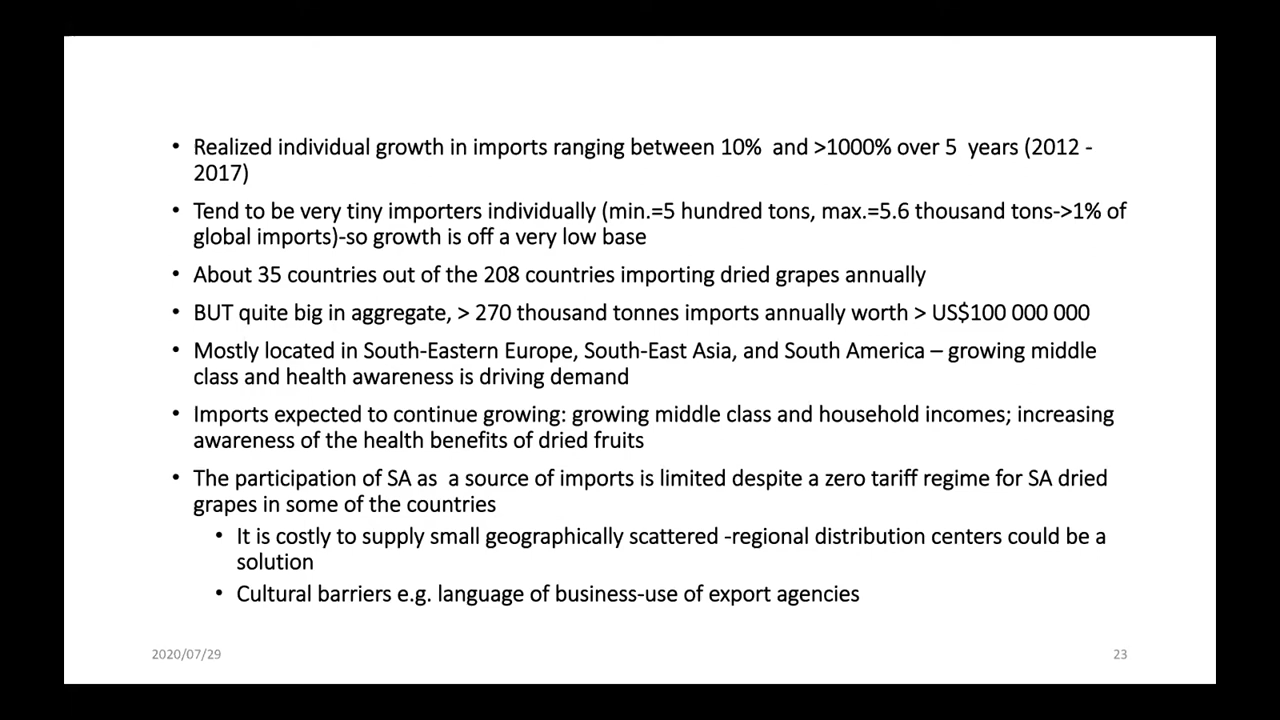 • Realized individual growth in imports ranging between 10%  and >1000% over 5  years (2012 -
2017)
• Tend to be very tiny importers individually (min.=5 hundred tons, max.=5.6 thousand tons->1% of
global imports)-so growth is off a very low base
• About 35 countries out of the 208 countries importing dried grapes annually
• BUT quite big in aggregate, > 270 thousand tonnes imports annually worth > US$100 000 000
• Mostly located in South-Eastern Europe, South-East Asia, and South America – growing middle
class and health awareness is driving demand
• Imports expected to continue growing: growing middle class and household incomes; increasing
awareness of the health benefits of dried fruits
• The participation of SA as  a source of imports is limited despite a zero tariff regime for SA dried
grapes in some of the countries
• It is costly to supply small geographically scattered -regional distribution centers could be a
solution
• Cultural barriers e.g. language of business-use of export agencies
2020/07/29
23